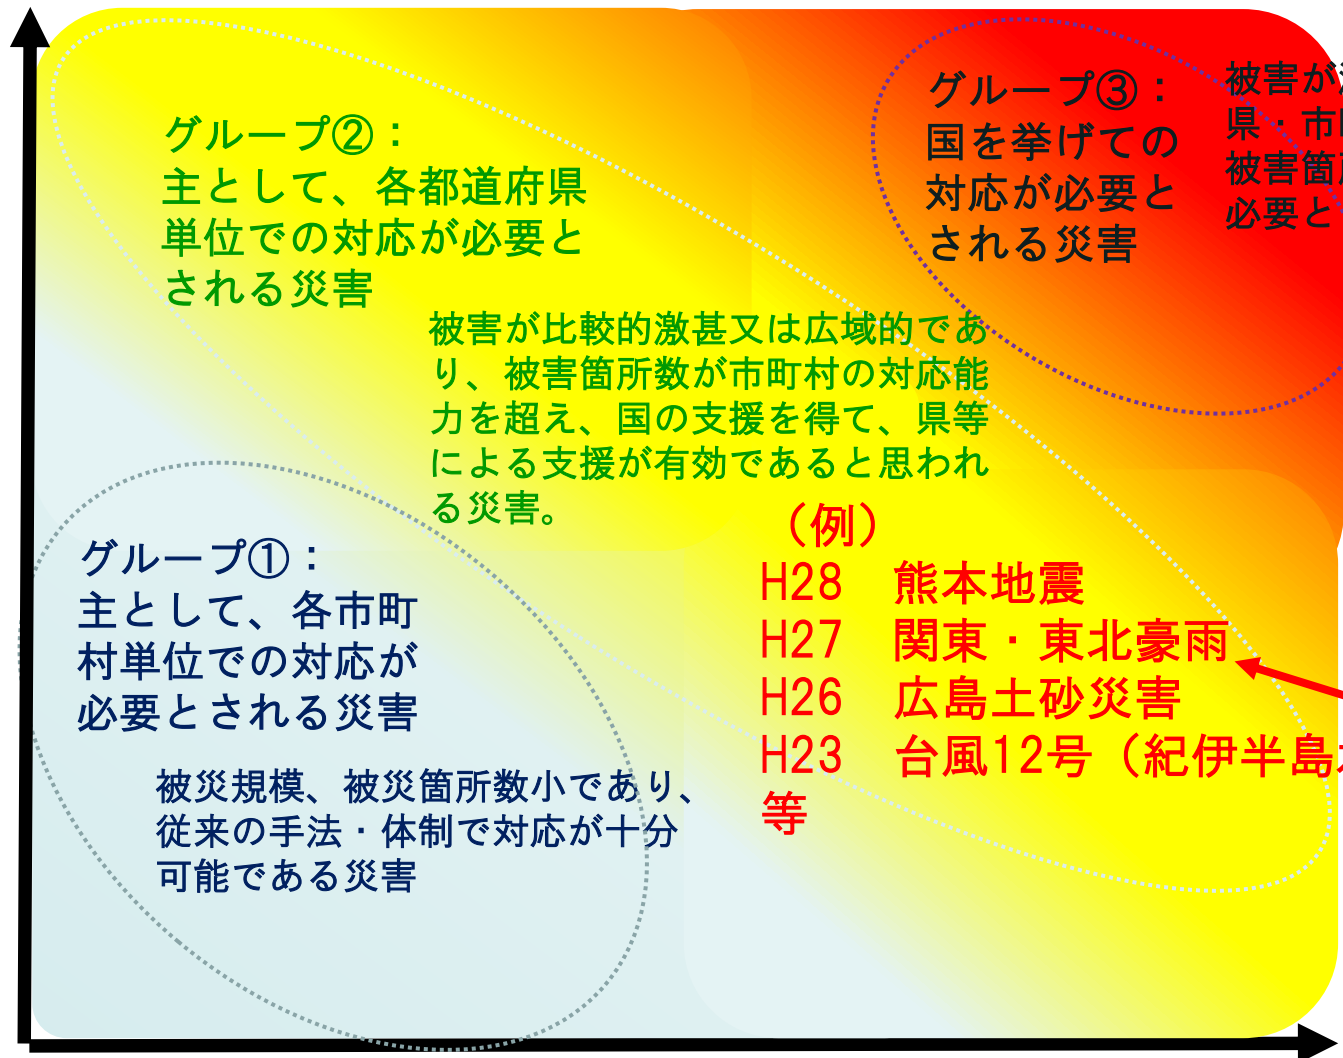 グループ②：
主として、各都道府県
単位での対応が必要と
される災害
被害が比較的激甚又は広域的であ
り、被害箇所数が市町村の対応能
力を超え、国の支援を得て、県等
による支援が有効であると思われ
る災害。
グループ③：
国を挙げての
対応が必要と
される災害
被害が
県・市
被害箇
必要と
グループ①：
主として、各市町
村単位での対応が
必要とされる災害
被災規模、被災箇所数小であり、
従来の手法・体制で対応が十分
可能である災害
（例）
H28　熊本地震
H27　関東・東北豪雨
H26　広島土砂災害
H23　台風12号（紀伊半島
等